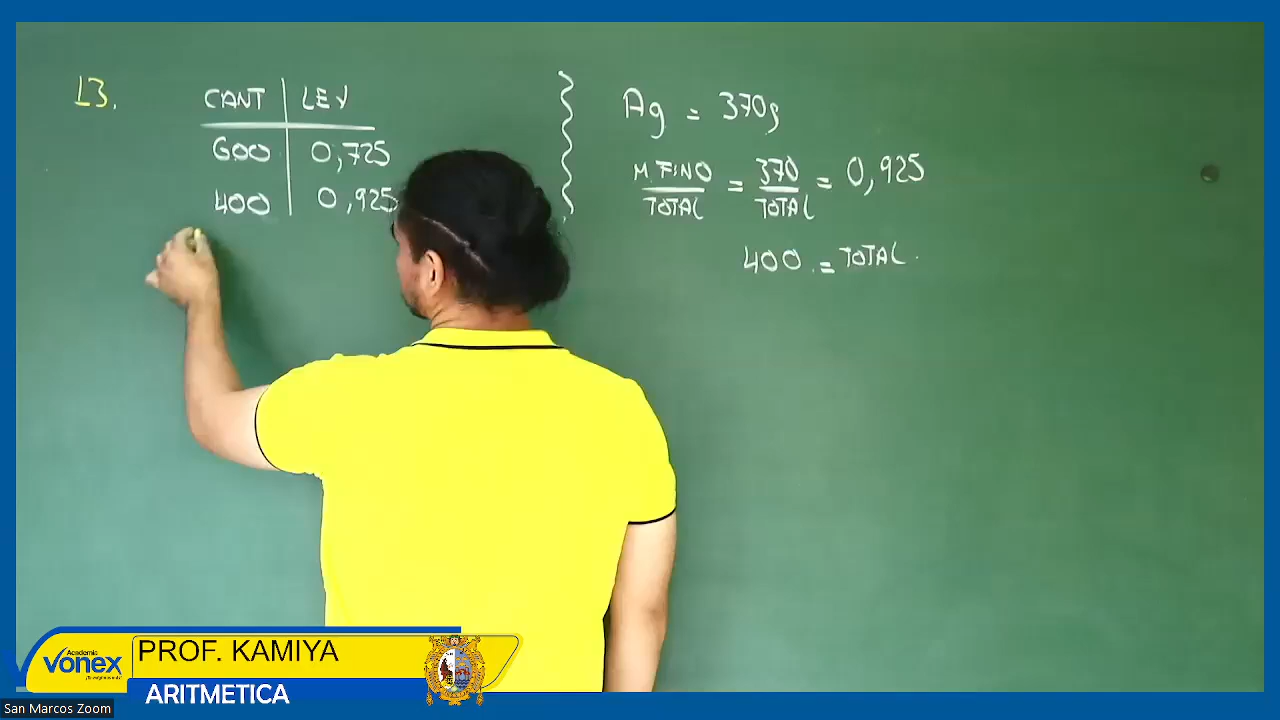 13.
CANT LEY
600 0,725
400 0,925
Ag = 370g
M. FINO / TOTAL = 370 / TOTAL = 0,925
400 = TOTAL.
Academia
vonex
PROF. KAMIYA
ARITMETICA
San Marcos Zoom